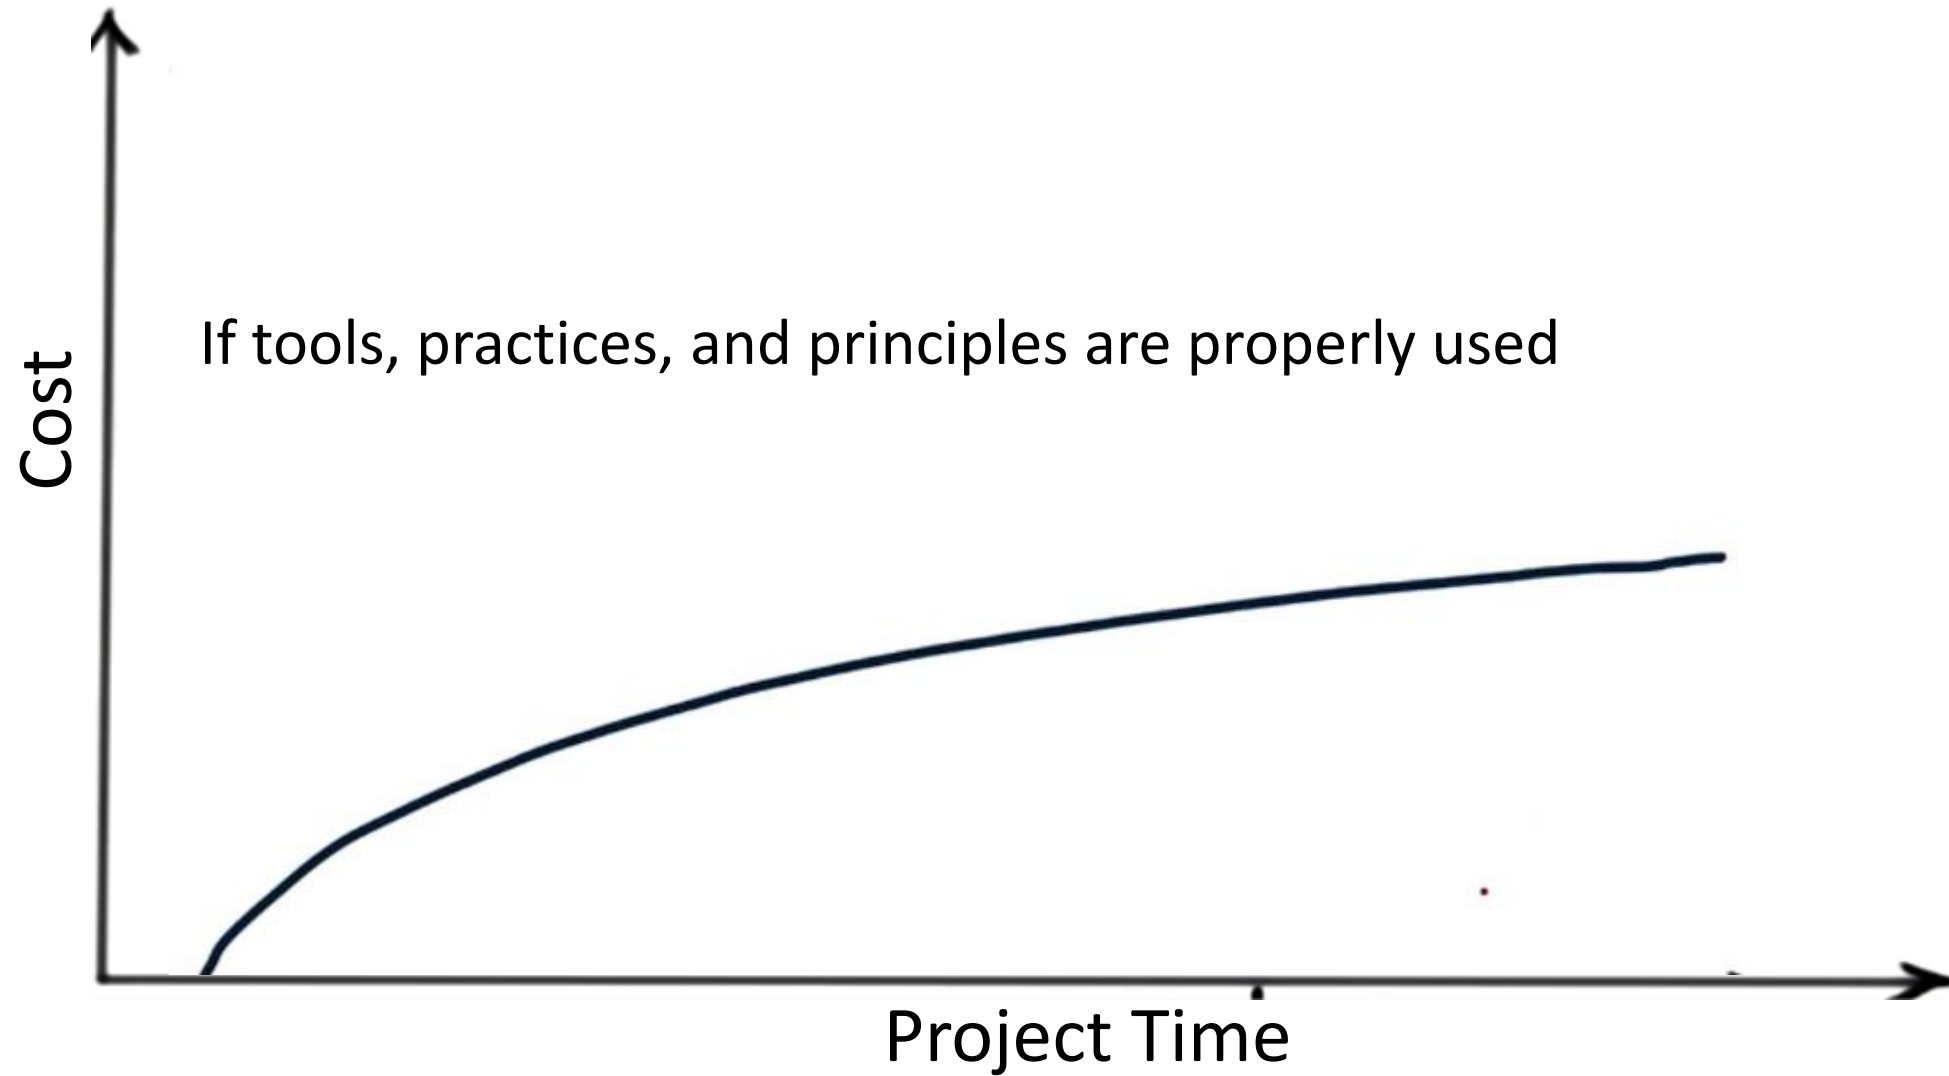 Cost
If tools, practices, and principles are properly used
Project Time